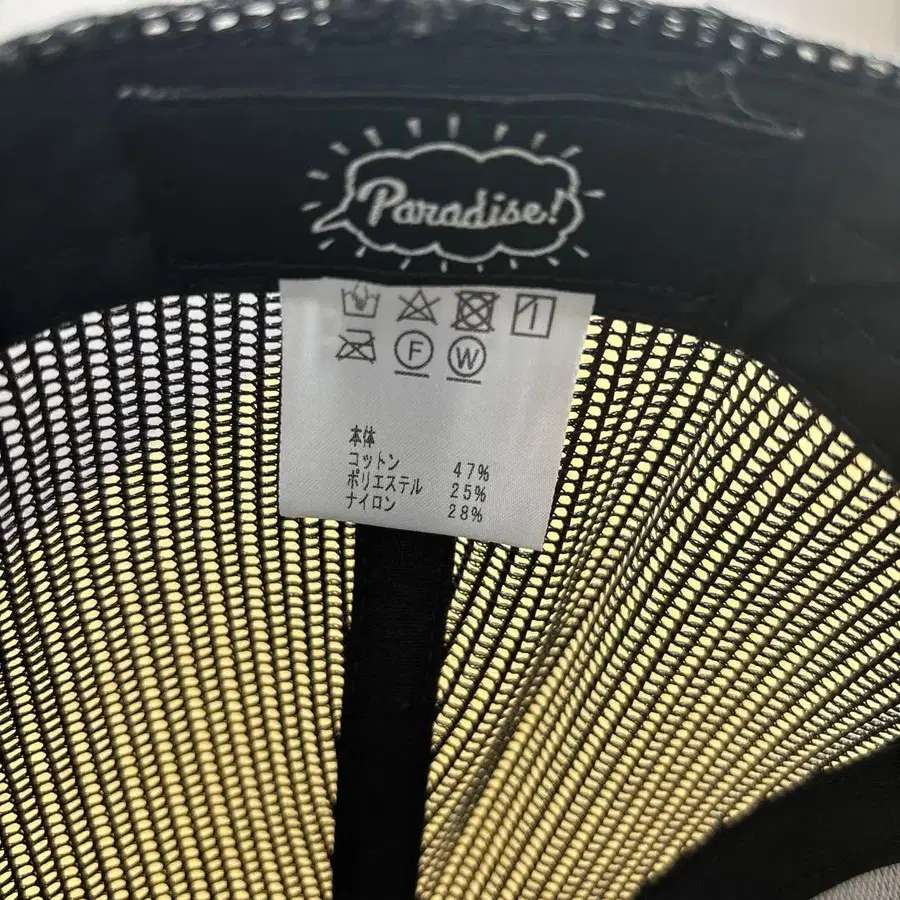 Paradise!
F W
本体
コットン 47%
ポリエステル 25%
ナイロン 28%